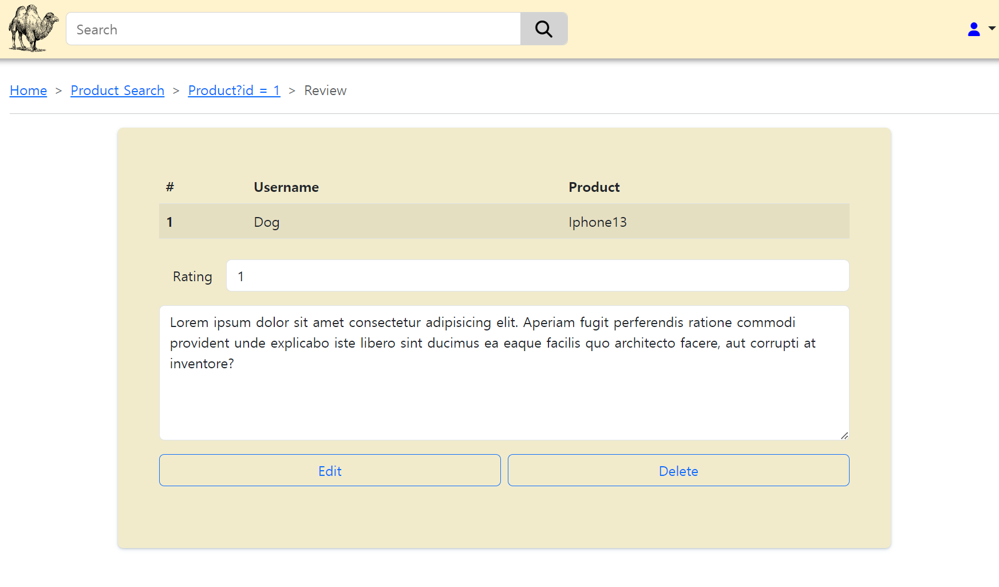 Search
Home > Product Search > Product?id = 1 > Review
# Username Product
1 Dog Iphone13
Rating 1
Lorem ipsum dolor sit amet consectetur adipisicing elit. Aperiam fugit perferendis ratione commodi
provident unde explicabo iste libero sint ducimus ea eaque facilis quo architecto facere, aut corrupti at
inventore?
Edit Delete